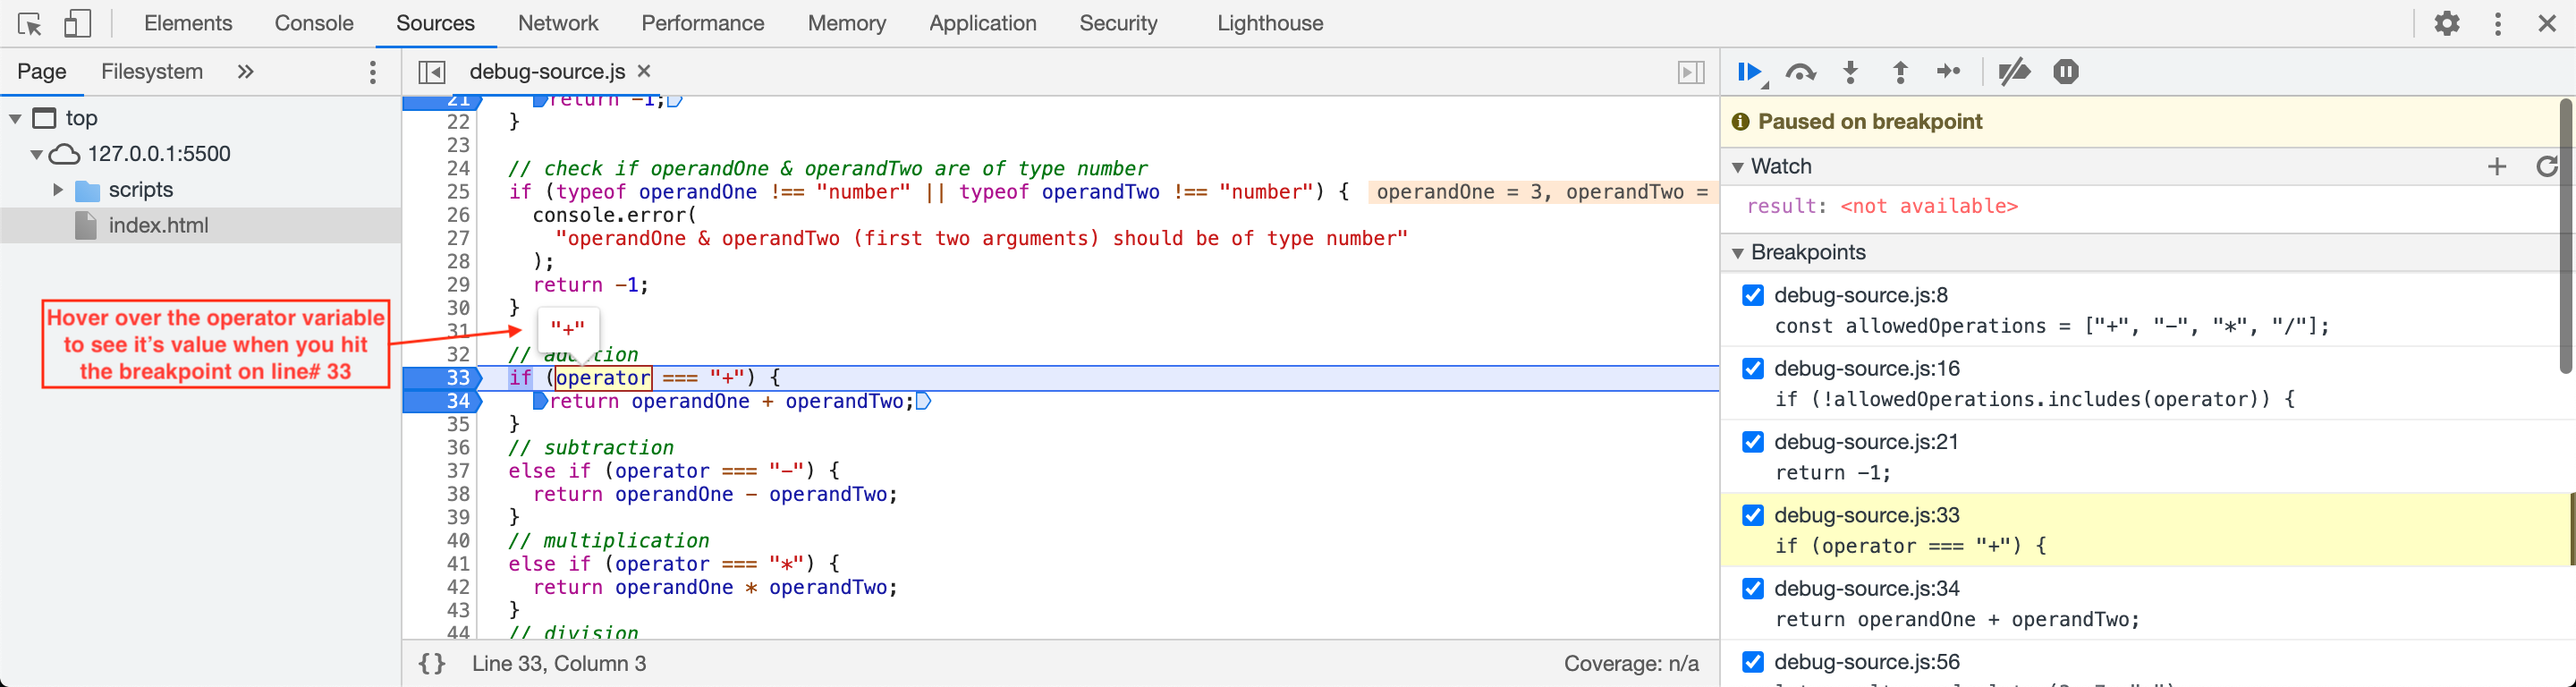 Elements Console Sources Network Performance Memory Application Security Lighthouse
Page Filesystem
debug-source.js
top
127.0.0.1:5500
scripts
index.html
Hover over the operator variable
to see it's value when you hit
the breakpoint on line# 33
21 return -1;
22 }
23
24 // check if operandOne & operandTwo are of type number
25 if (typeof operandOne !== "number" || typeof operandTwo !== "number") { operandOne = 3, operandTwo =
26 console.error(
27 "operandOne & operandTwo (first two arguments) should be of type number"
28 );
29 return -1;
30 }
31 "+"
32 // addition
33 if (operator === "+") {
34 return operandOne + operandTwo;
35 }
36 // subtraction
37 else if (operator === "-") {
38 return operandOne - operandTwo;
39 }
40 // multiplication
41 else if (operator === "*") {
42 return operandOne * operandTwo;
43 }
44 // division
{} Line 33, Column 3 Coverage: n/a
Paused on breakpoint
Watch
result: <not available>
Breakpoints
debug-source.js:8
const allowedOperations = ["+", "-", "*", "/"];
debug-source.js:16
if (!allowedOperations.includes(operator)) {
debug-source.js:21
return -1;
debug-source.js:33
if (operator === "+") {
debug-source.js:34
return operandOne + operandTwo;
debug-source.js:56